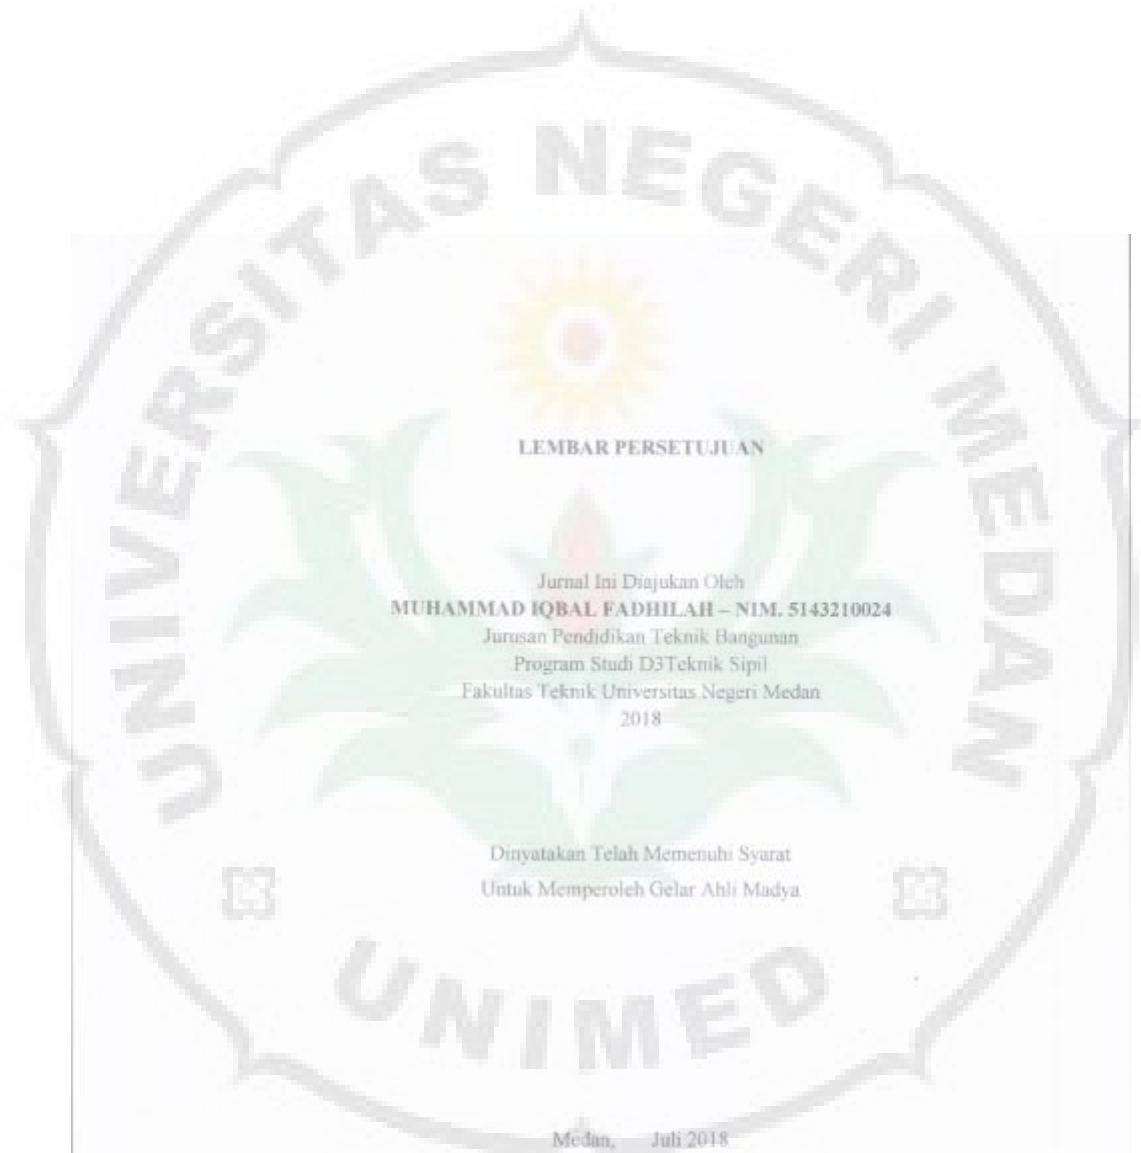 UNIVERSITAS NEGERI MEDAN
LEMBAR PERSETUJUAN
Jurnal Ini Diajukan Oleh
MUHAMMAD IQBAL FADHILAH – NIM. 5143210024
Jurusan Pendidikan Teknik Bangunan
Program Studi D3Teknik Sipil
Fakultas Teknik Universitas Negeri Medan
2018
Dinyatakan Telah Memenuhi Syarat
Untuk Memperoleh Gelar Ahli Madya
UNIMED
Medan, Juli 2018